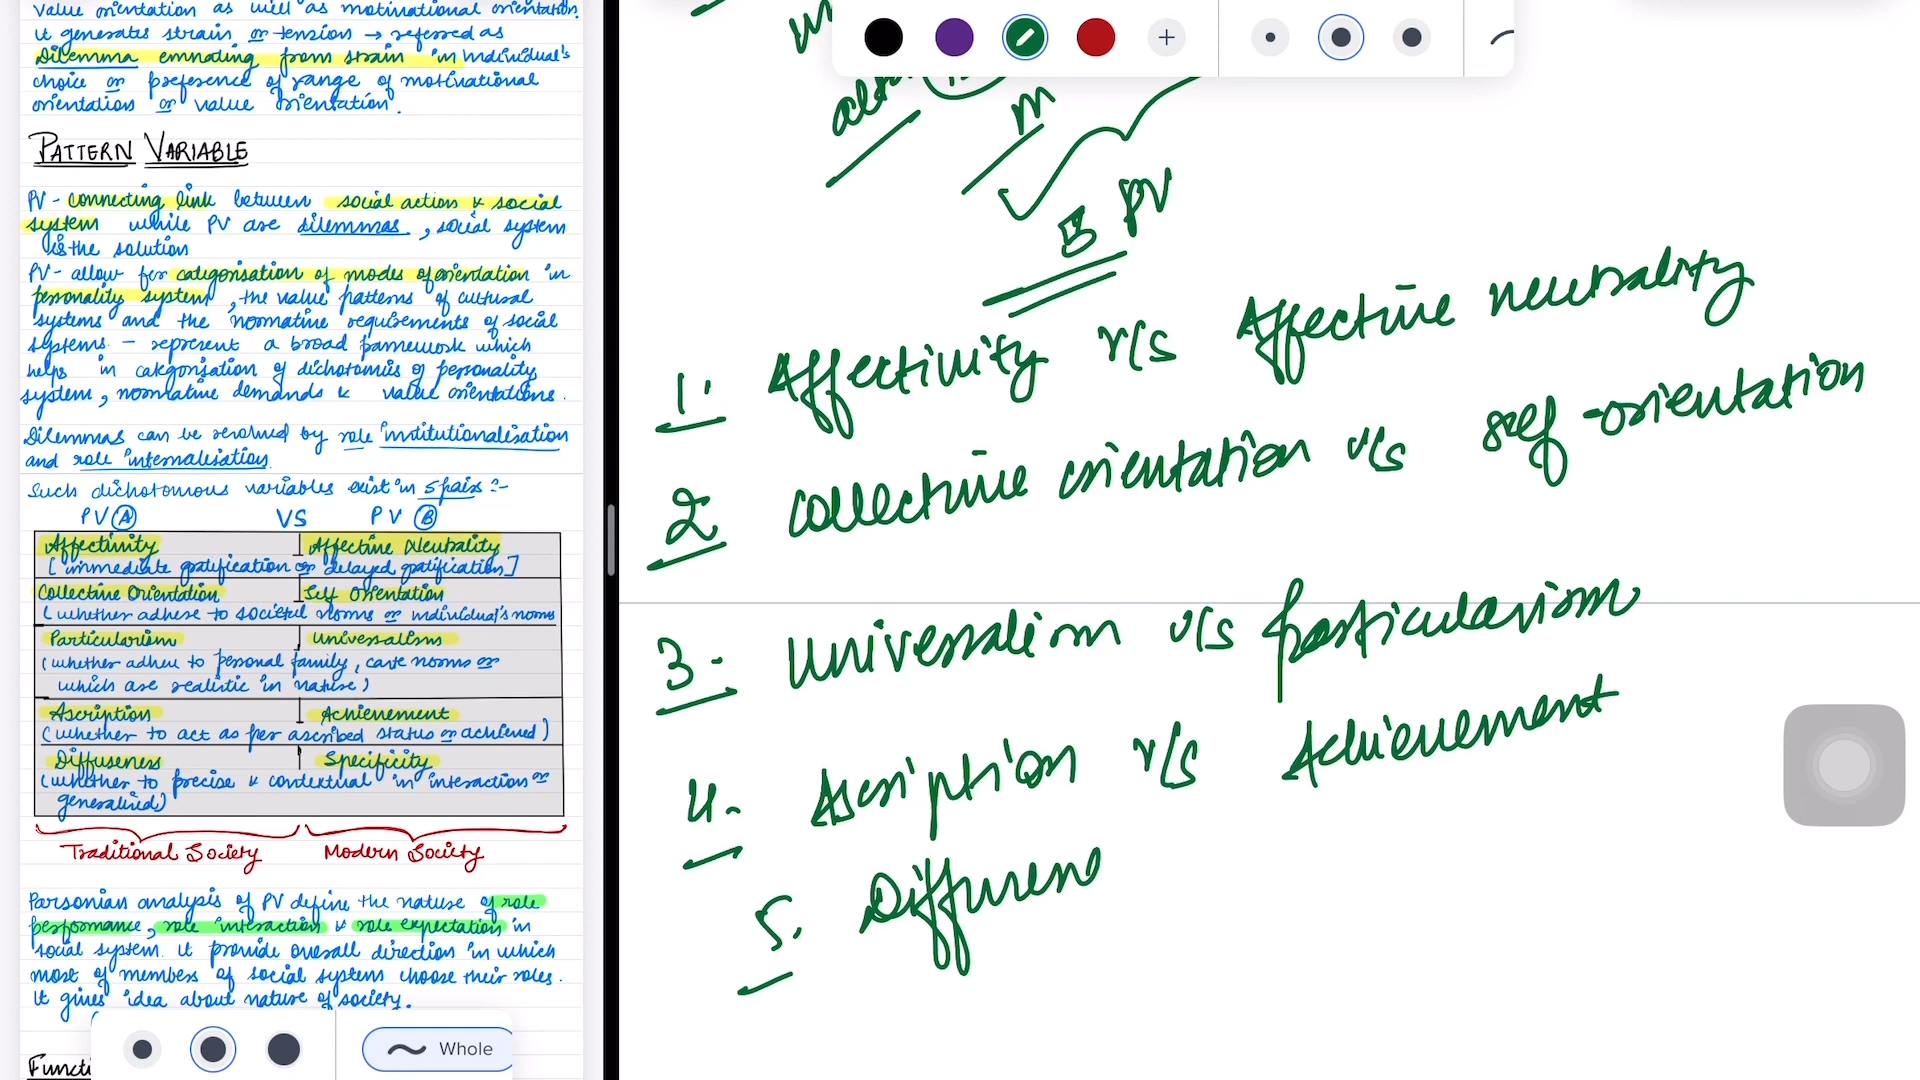 value orientation as well as motivational orientation.
it generates strain or tension → referred as
Dilemma emnating from strain in individual's
choice or preference of range of motivational
orientations or value orientation.
PATTERN VARIABLE
PV - connecting link between social action & social
system while PV are dilemmas, social system
is the solution
PV - allow for categorisation of modes of orientation in
personality system, the value patterns of cultural
systems and the normative requirements of social
systems. - represent a broad framework which
helps in categorisation of dichotomies of personality
system, normative demands & value orientations.
Dilemmas can be resolved by role institutionalisation
and role internalisation.
Such dichotomous variables exist in 5 pairs :-
PV (A) VS PV (B)
Affectivity | Affective Neutrality
[immediate gratification or delayed gratification]
Collective Orientation | Self Orientation
(whether adhere to societal norms or individual's norms
Particularism | Universalism
(whether adhere to personal family, caste norms or
which are realistic in nature)
Ascription | Achievement
(whether to act as per ascribed status or achieved)
Diffuseness | Specificity
(whether to precise & contextual in interaction or
generalised)
Traditional Society Modern Society
Parsonian analysis of PV define the nature of role
performance, role interaction & role expectation in
social system. it provide overall direction in which
most of members of social system choose their roles.
It gives idea about nature of society.
Functi
Whole
m
5 PV
1. Affectivity v/s Affective neutrality
2 collective orientation v/s self-orientation
3- Universalism v/s Particularism
4. Ascription v/s Achievement
5. Diffusene